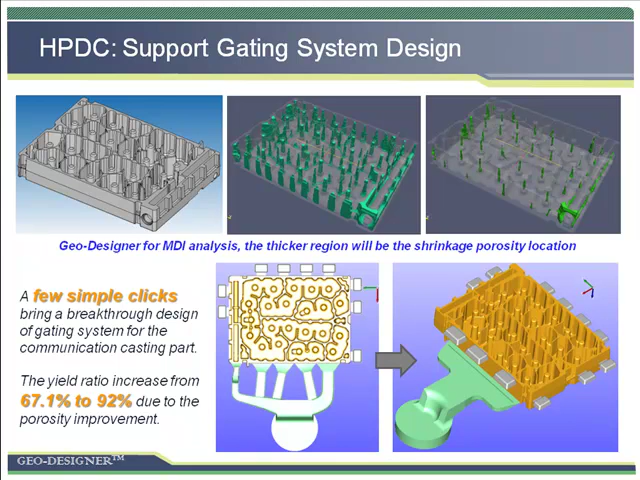 HPDC: Support Gating System Design
Geo-Designer for MDI analysis, the thicker region will be the shrinkage porosity location
A few simple clicks
bring a breakthrough design
of gating system for the
communication casting part.
The yield ratio increase from
67.1% to 92% due to the
porosity improvement.
GEO-DESIGNER™